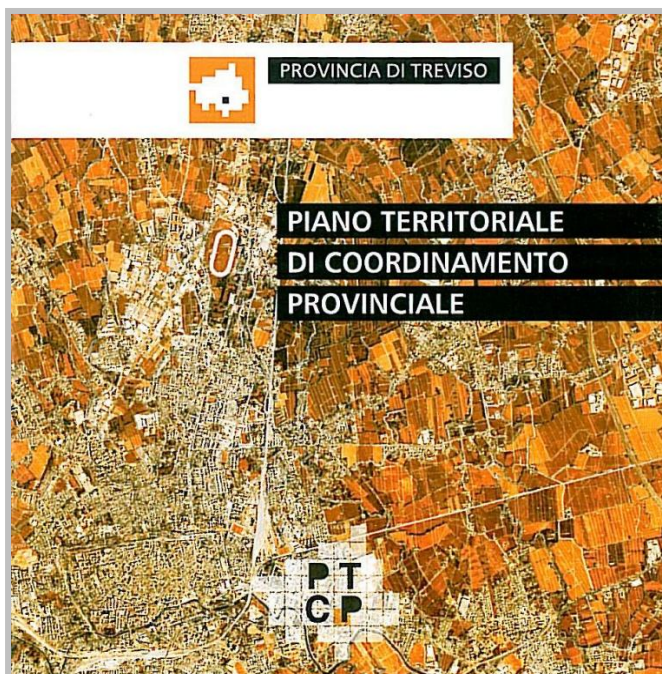 PROVINCIA DI TREVISO
PIANO TERRITORIALE
DI COORDINAMENTO
PROVINCIALE
PT
CP